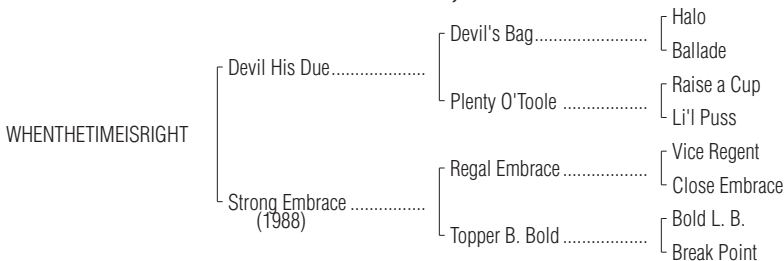 Halo
Devil's Bag....................
Ballade
Devil His Due....................
Raise a Cup
Plenty O'Toole ...............
Li'l Puss
WHENTHETIMEISRIGHT
Vice Regent
Regal Embrace ...............
Close Embrace
Strong Embrace ................
(1988)
Bold L. B.
Topper B. Bold ...............
Break Point